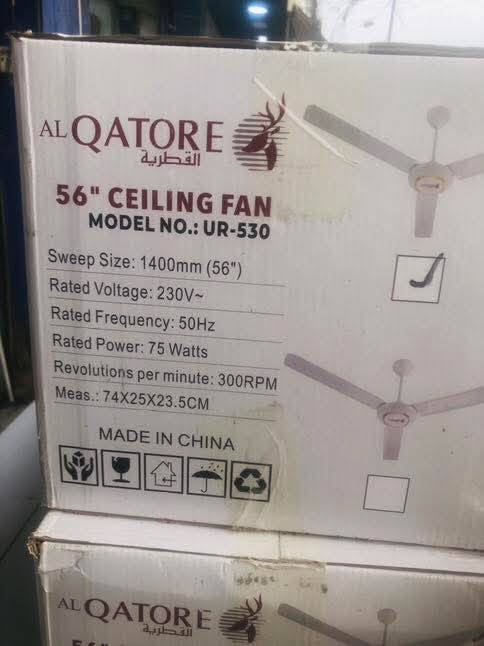 AL QATORE
القطرية
56" CEILING FAN
MODEL NO.: UR-530
Sweep Size: 1400mm (56")
Rated Voltage: 230V~
Rated Frequency: 50Hz
Rated Power: 75 Watts
Revolutions per minute: 300RPM
Meas.: 74X25X23.5CM
MADE IN CHINA
AL QATORE
القطرية